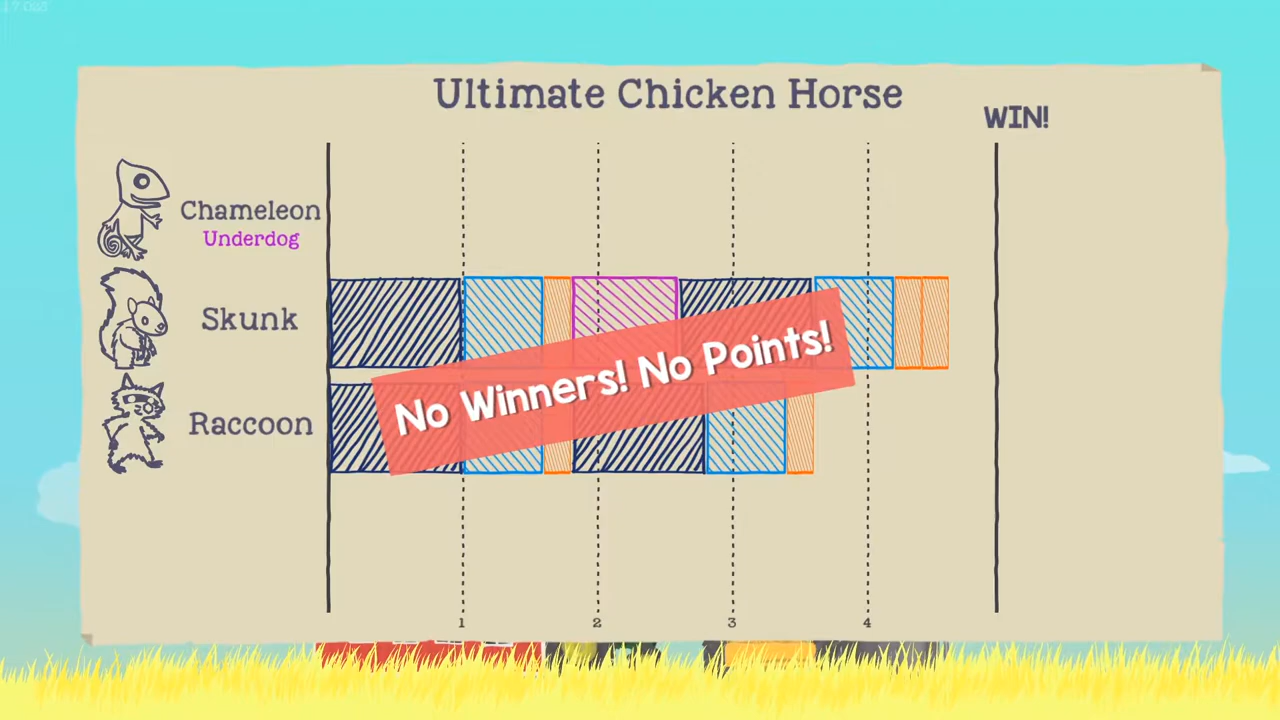 Ultimate Chicken Horse
WIN!
Chameleon
Underdog
Skunk
No Winners! No Points!
Raccoon
1 2 3 4